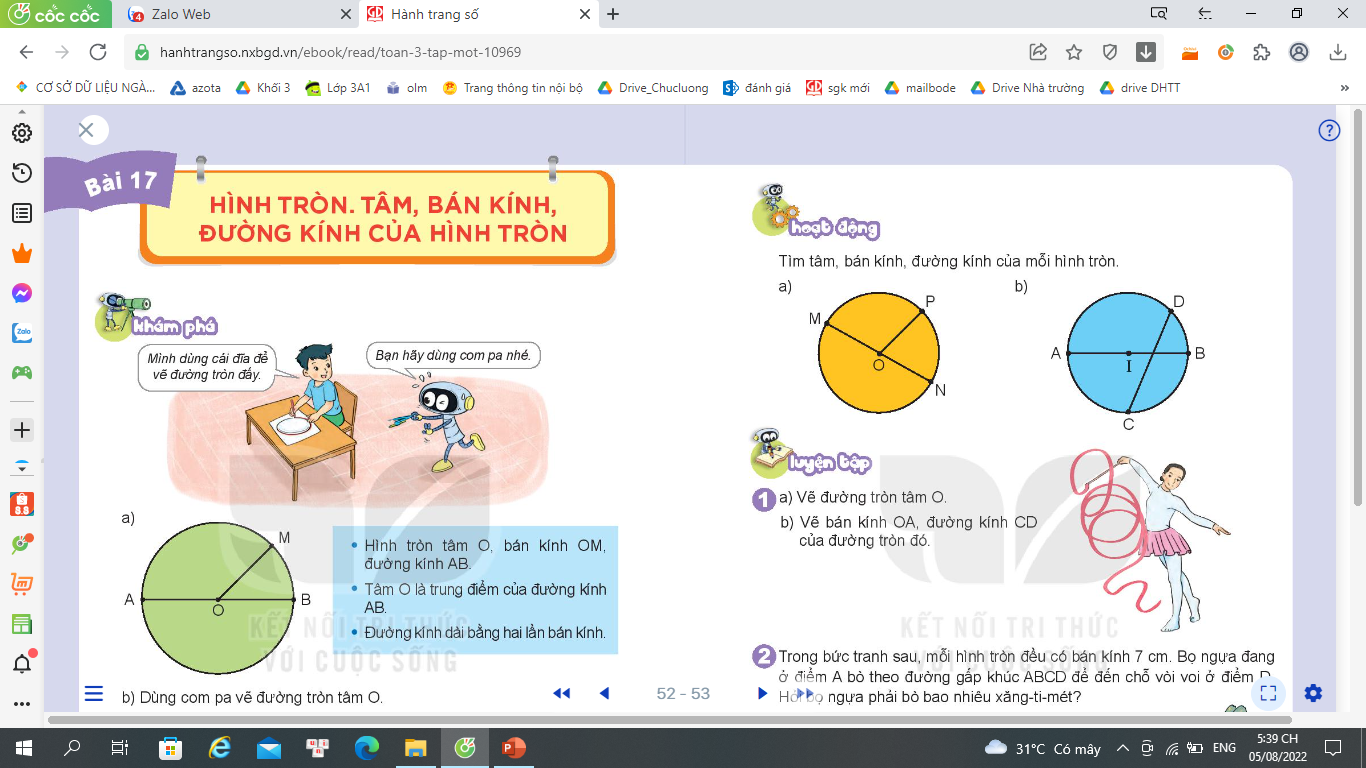 cốc cốc
4
Zalo Web
Hành trang số
hanhtrangso.nxbgd.vn/ebook/read/toan-3-tap-mot-10969
CƠ SỞ DỮ LIỆU NGÀ...
azota
Khối 3
Lớp 3A1
olm
Trang thông tin nội bộ
Drive_Chucluong
đánh giá
sgk mới
mailbode
Drive Nhà trường
drive DHTT
Bài 17
HÌNH TRÒN. TÂM, BÁN KÍNH,
ĐƯỜNG KÍNH CỦA HÌNH TRÒN
khám phá
Mình dùng cái đĩa để
vẽ đường tròn đấy.
Bạn hãy dùng com pa nhé.
a)
M
A
O
B
• Hình tròn tâm O, bán kính OM,
đường kính AB.
• Tâm O là trung điểm của đường kính
AB.
• Đường kính dài bằng hai lần bán kính.
KẾT NỐI TRI THỨC
VỚI CUỘC SỐNG
b) Dùng com pa vẽ đường tròn tâm O.
hoạt động
Tìm tâm, bán kính, đường kính của mỗi hình tròn.
a)
M
P
O
N
b)
D
A
I
B
C
luyện tập
1 a) Vẽ đường tròn tâm O.
b) Vẽ bán kính OA, đường kính CD
của đường tròn đó.
KẾT NỐI TRI THỨC
VỚI CUỘC SỐNG
2 Trong bức tranh sau, mỗi hình tròn đều có bán kính 7 cm. Bọ ngựa đang
ở điểm A bò theo đường gấp khúc ABCD để đến chỗ vòi voi ở điểm D.
Hỏi bọ ngựa phải bò bao nhiêu xăng-ti-mét?
52 - 53
31°C Có mây
ENG
5:39 CH
05/08/2022